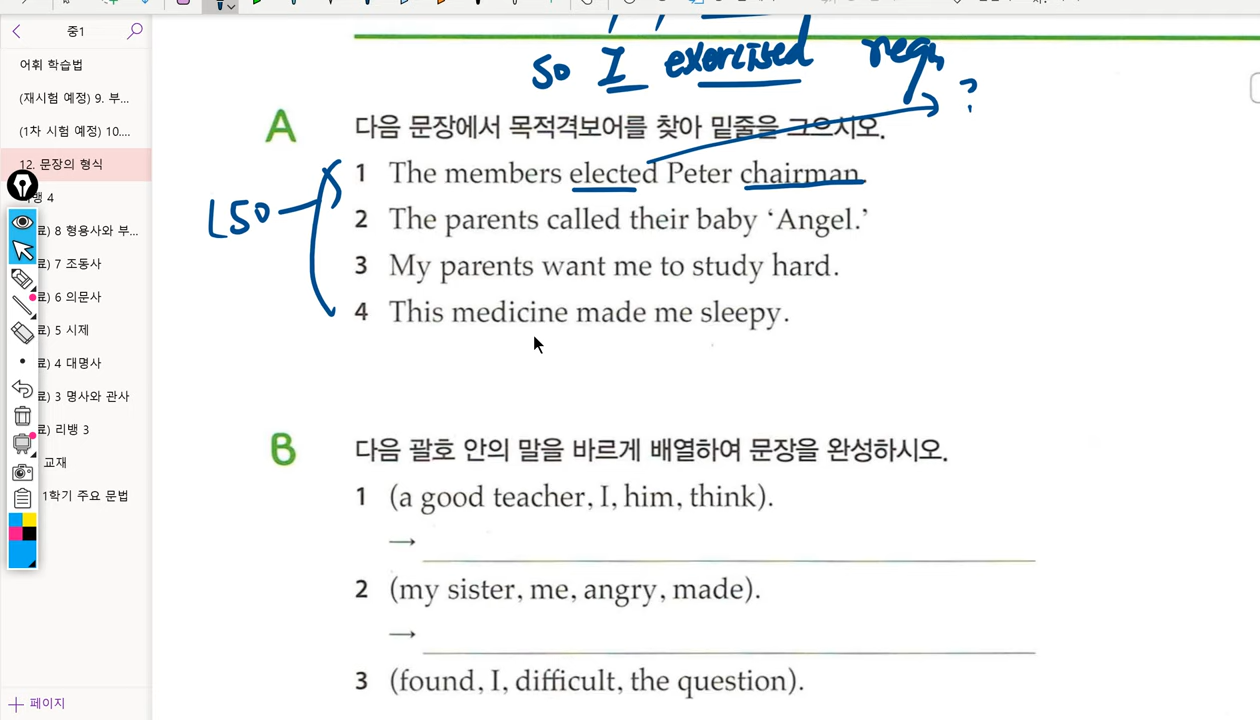 중1
어휘 학습법
(재시험 예정) 9. 부...
(1차 시험 예정) 10....
12. 문장의 형식
뱅 4
료) 8 형용사와 부...
료) 7 조동사
료) 6 의문사
료) 5 시제
료) 4 대명사
료) 3 명사와 관사
료) 리뱅 3
교재
1학기 주요 문법
페이지
so I exercised
?
A 다음 문장에서 목적격보어를 찾아 밑줄을 그으시오.
1 The members elected Peter chairman.
2 The parents called their baby ‘Angel.’
3 My parents want me to study hard.
4 This medicine made me sleepy.
B 다음 괄호 안의 말을 바르게 배열하여 문장을 완성하시오.
1 (a good teacher, I, him, think).
→
2 (my sister, me, angry, made).
→
3 (found, I, difficult, the question).